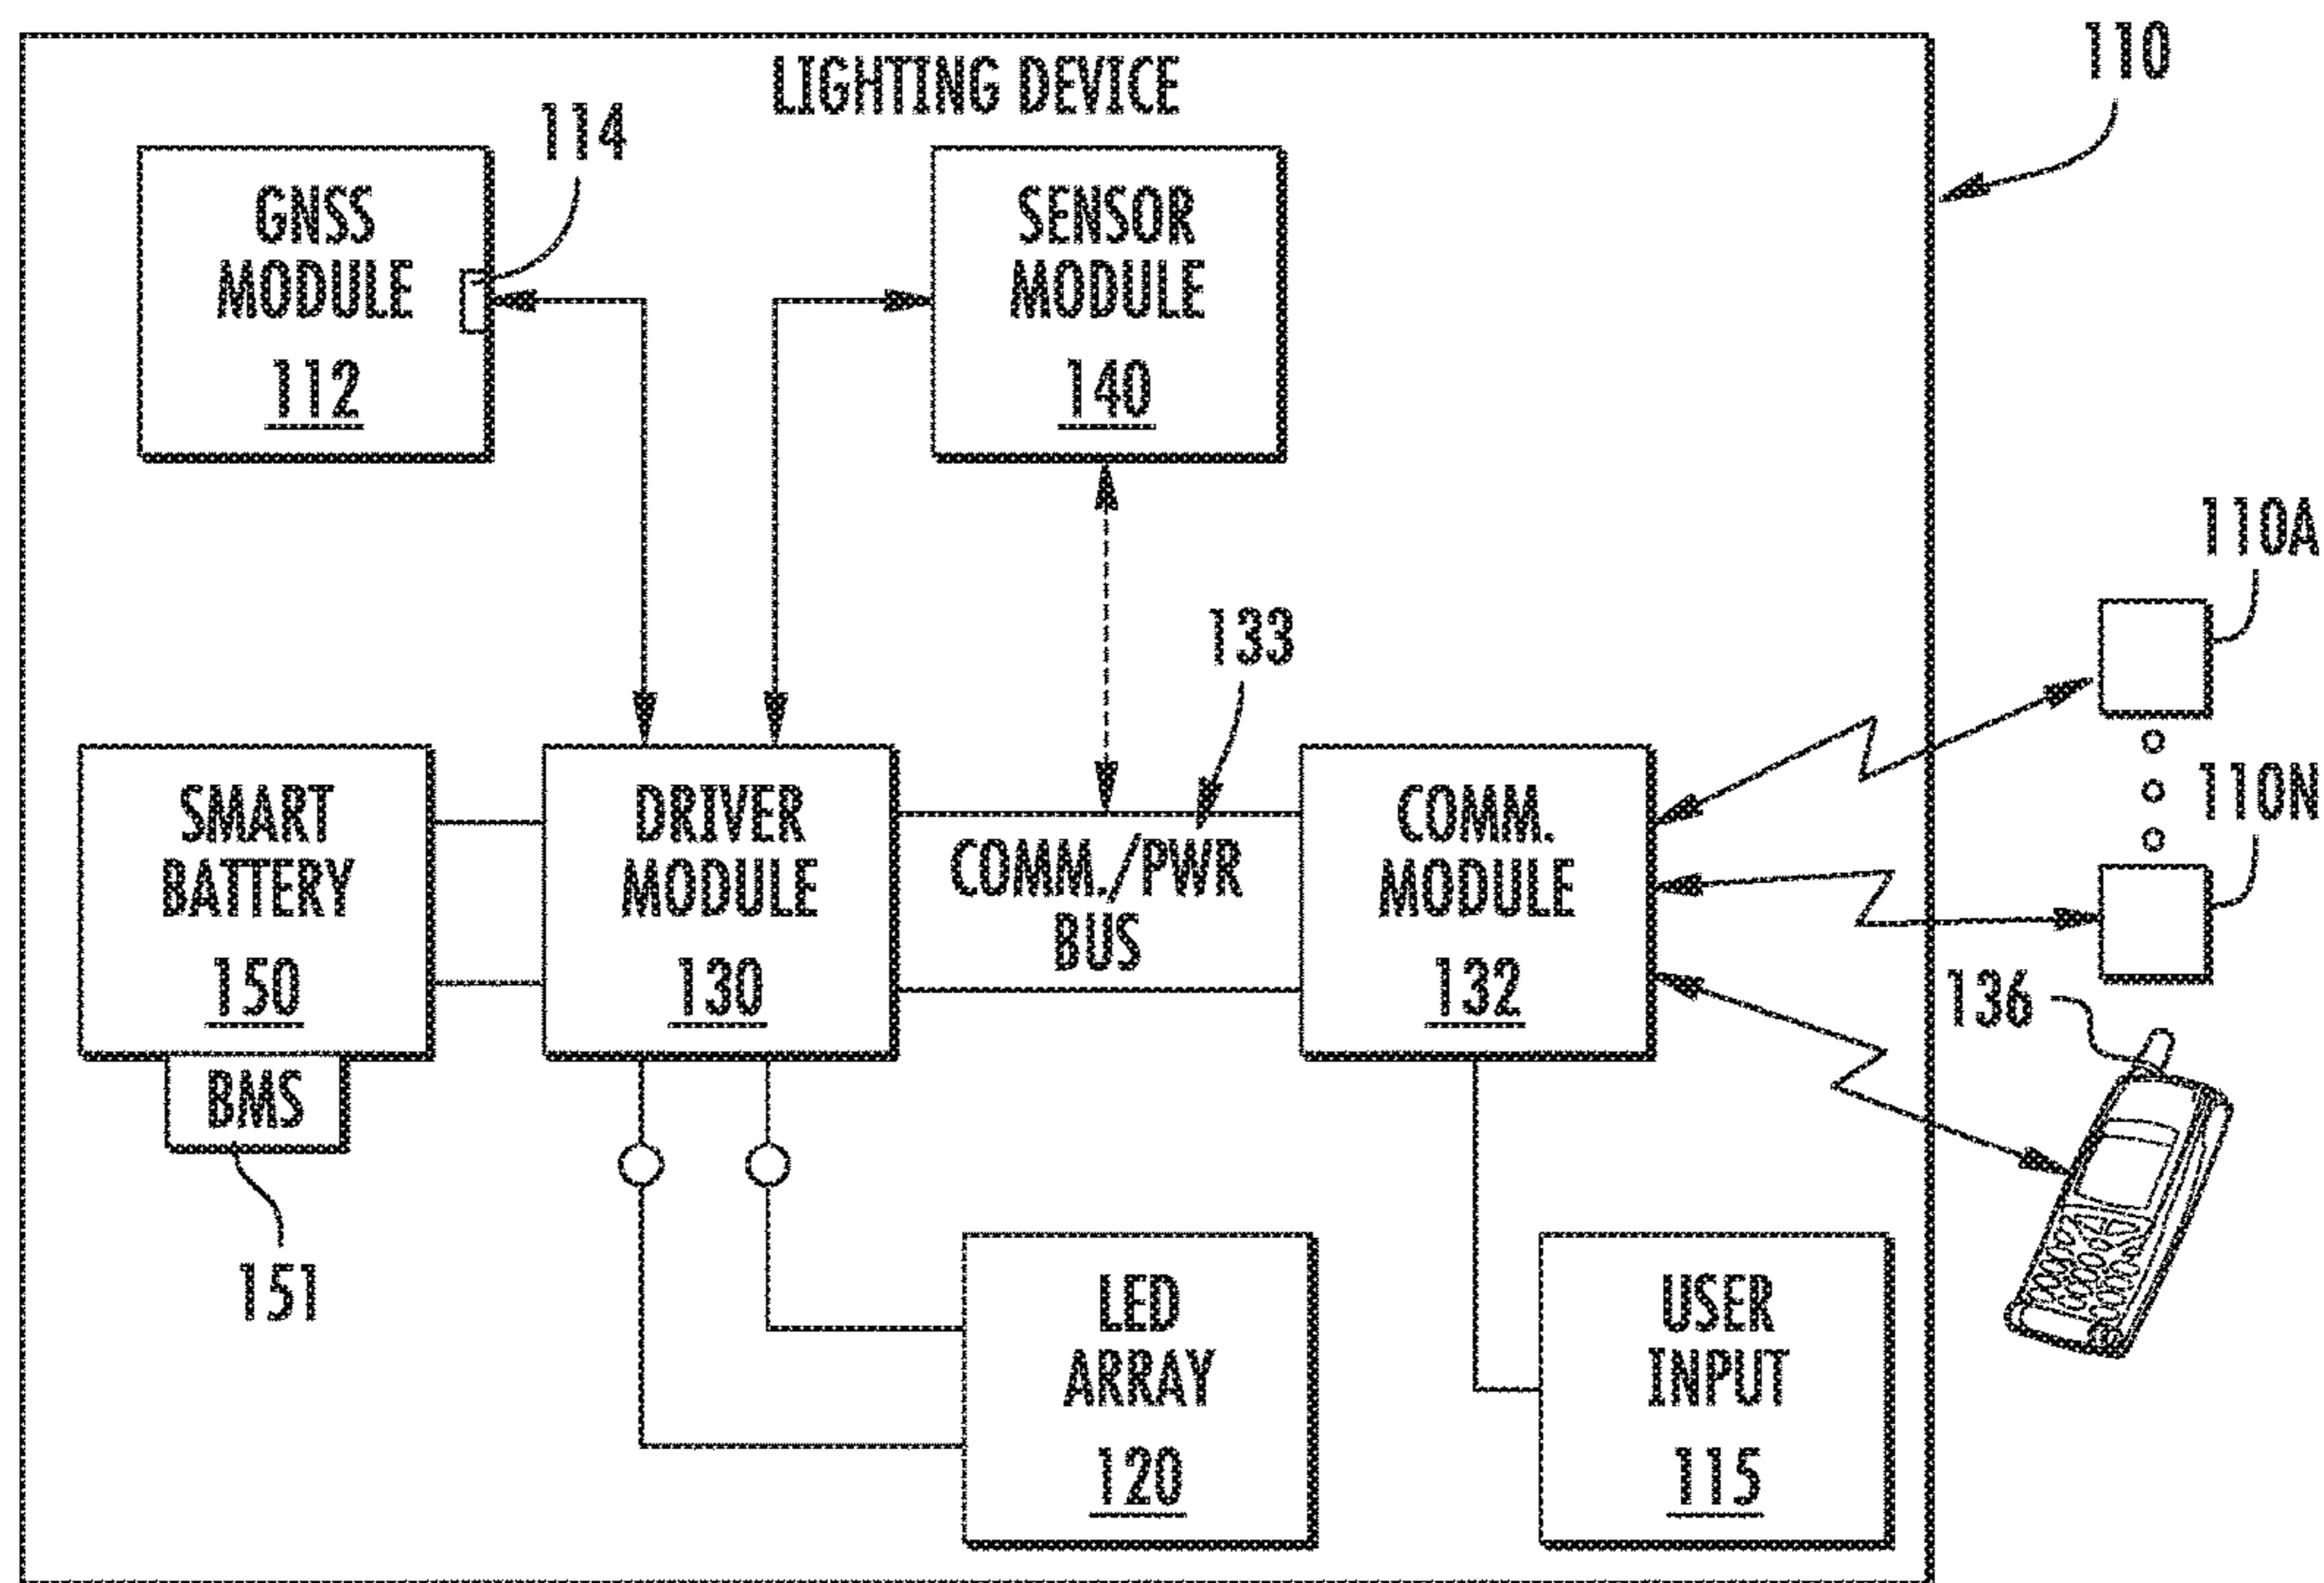 LIGHTING DEVICE
110
114
GNSS
MODULE
112
SENSOR
MODULE
140
110A
133
110N
SMART
BATTERY
150
DRIVER
MODULE
130
COMM./PWR
BUS
COMM.
MODULE
132
136
BMS
151
LED
ARRAY
120
USER
INPUT
115